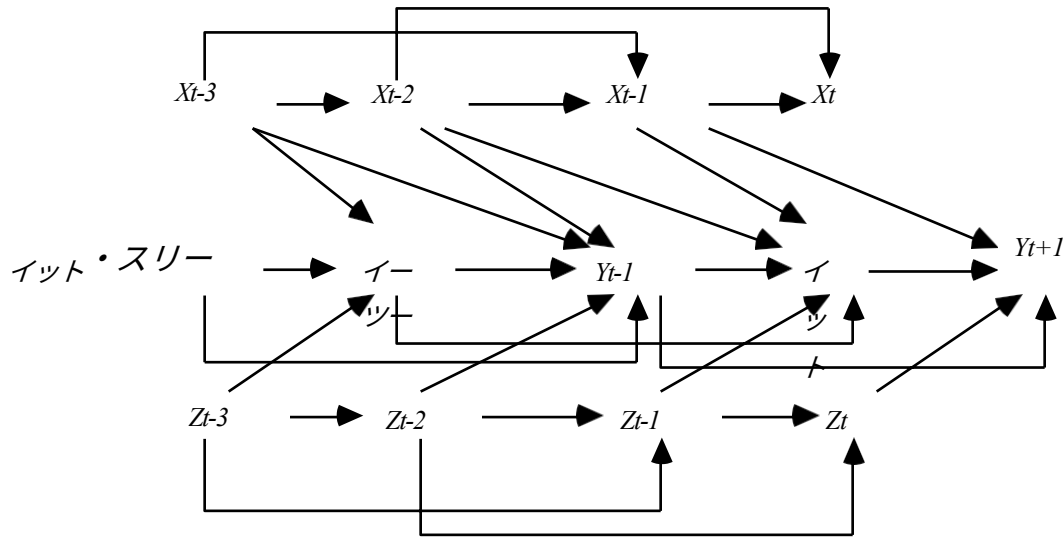 Xt-3
Xt-2
Xt-1
Xt
イット・スリー
イー
ツー
Yt-1
イ
ッ
ト
Yt+1
Zt-3
Zt-2
Zt-1
Zt